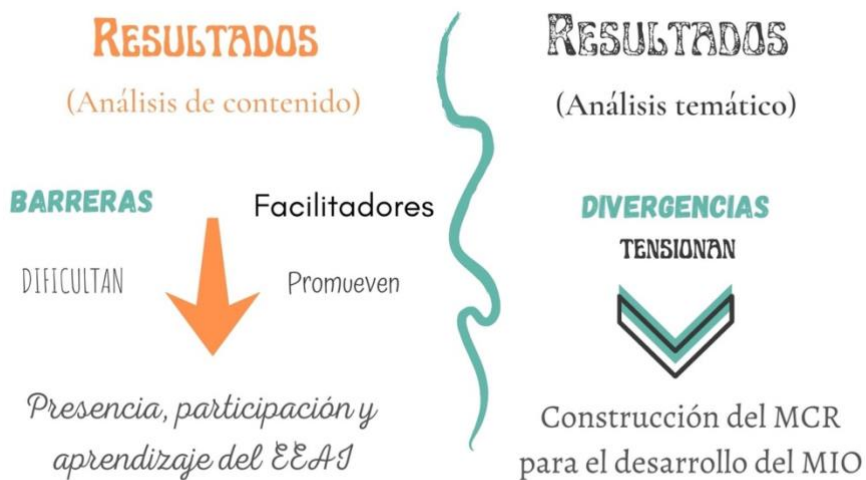 RESULTADOS
(Análisis de contenido)
BARRERAS
Facilitadores
DIFICULTAN
Promueven
Presencia, participación y
aprendizaje del EEAI
RESULTADOS
(Análisis temático)
DIVERGENCIAS
TENSIONAN
Construcción del MCR
para el desarrollo del MIO